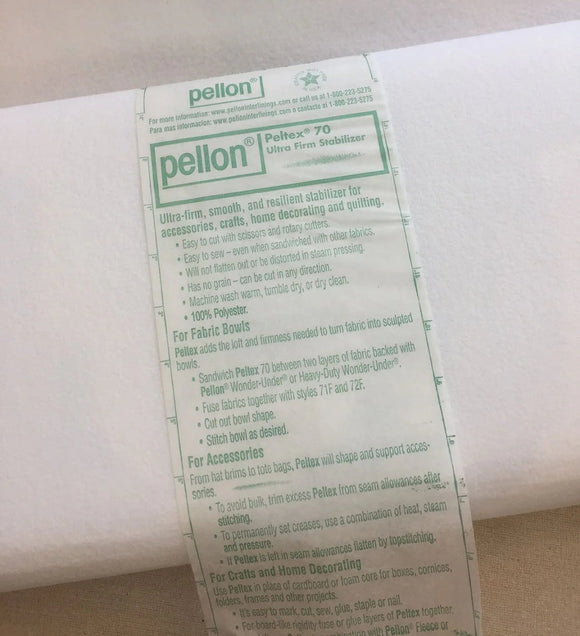 pellon®
For more information: www.pelloninterlinings.com or call us at 1-800-223-5275
Para mas informacion: www.pelloninterlinings.com o contacte al 1-800-223-5275
pellon®
Peltex® 70
Ultra Firm Stabilizer
Ultra-firm, smooth, and resilient stabilizer for
accessories, crafts, home decorating and quilting.
• Easy to cut with scissors and rotary cutters.
• Easy to sew – even when sandwiched with other fabrics.
• Will not flatten out or be distorted in steam pressing.
• Has no grain – can be cut in any direction.
• Machine wash warm, tumble dry, or dry clean.
• 100% Polyester.
For Fabric Bowls
Peltex adds the loft and firmness needed to turn fabric into sculpted
bowls.
• Sandwich Peltex 70 between two layers of fabric backed with
Pellon® Wonder-Under® or Heavy-Duty Wonder-Under®.
• Fuse fabrics together with styles 71F and 72F.
• Cut out bowl shape.
• Stitch bowl as desired.
For Accessories
From hat brims to tote bags, Peltex will shape and support acces-
sories.
• To avoid bulk, trim excess Peltex from seam allowances after
stitching.
• To permanently set creases, use a combination of heat, steam
and pressure.
• If Peltex is left in seam allowances flatten by topstitching.
For Crafts and Home Decorating
Use Peltex in place of cardboard or foam core for boxes, cornices,
folders, frames and other projects.
• It's easy to mark, cut, sew, glue, staple or nail.
• For board-like rigidity fuse or glue layers of Peltex together.
with Pellon® Fleece or